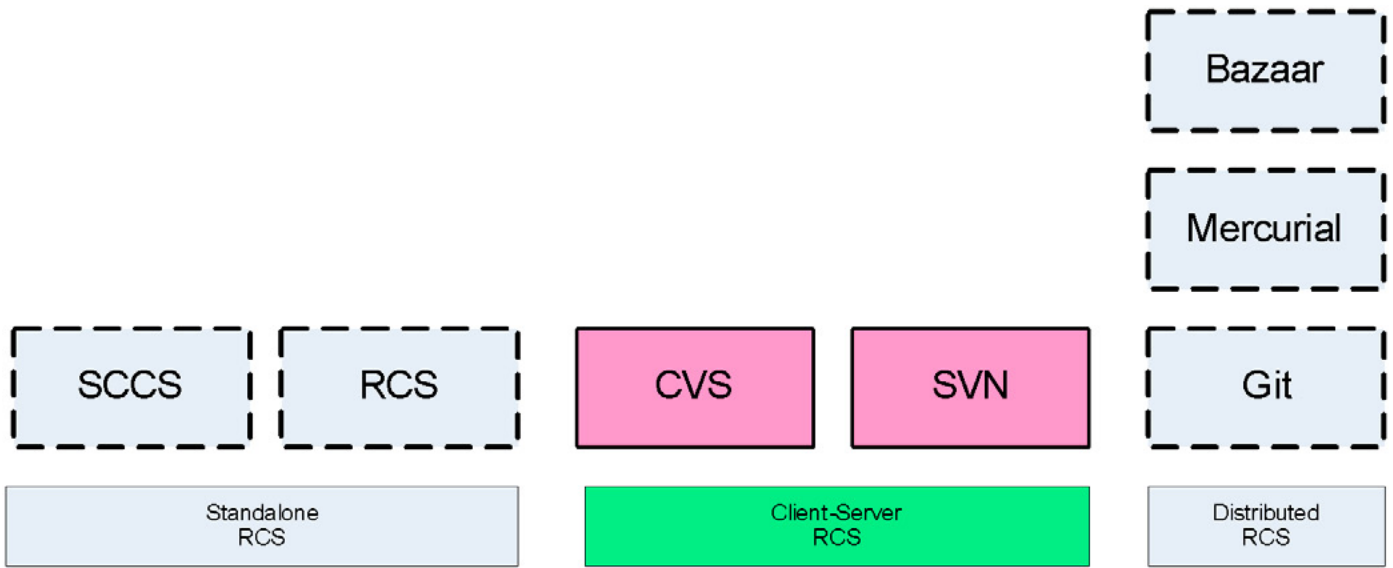 Bazaar
Mercurial
SCCS
RCS
CVS
SVN
Git
Standalone
RCS
Client-Server
RCS
Distributed
RCS